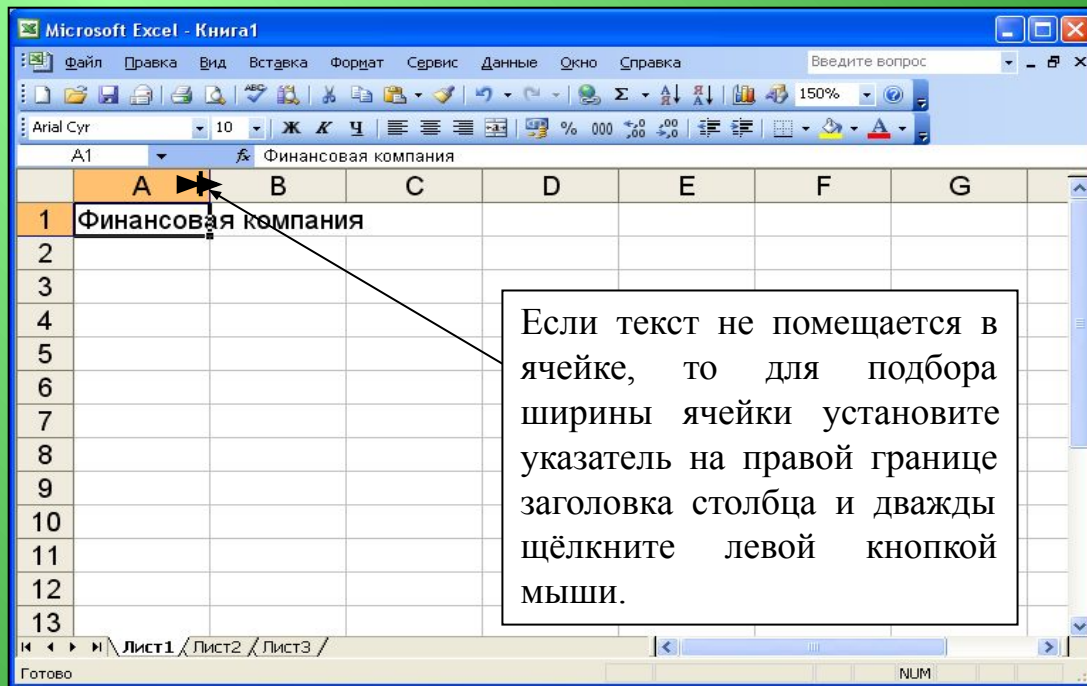 Microsoft Excel - Книга1
Файл Правка Вид Вставка Формат Сервис Данные Окно Справка Введите вопрос
150%
Arial Cyr 10 Ж К Ч % 000
A1 fx Финансовая компания
A B C D E F G
1 Финансовая компания
2
3
4
5
6
7
8
9
10
11
12
13
Если текст не помещается в
ячейке, то для подбора
ширины ячейки установите
указатель на правой границе
заголовка столбца и дважды
щёлкните левой кнопкой
мыши.
Лист1 Лист2 Лист3
Готово NUM